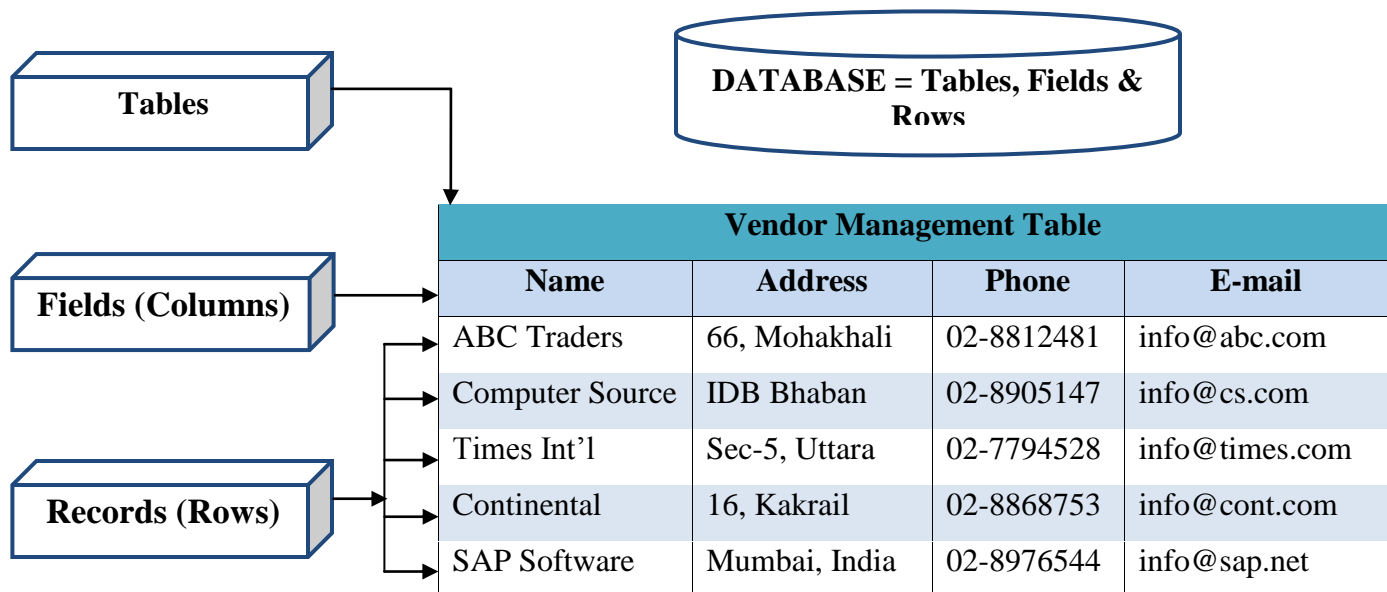 Tables
DATABASE = Tables, Fields &
Rows
Vendor Management Table
Fields (Columns)
Name Address Phone E-mail
ABC Traders 66, Mohakhali 02-8812481 info@abc.com
Computer Source IDB Bhaban 02-8905147 info@cs.com
Times Int’l Sec-5, Uttara 02-7794528 info@times.com
Records (Rows)
Continental 16, Kakrail 02-8868753 info@cont.com
SAP Software Mumbai, India 02-8976544 info@sap.net